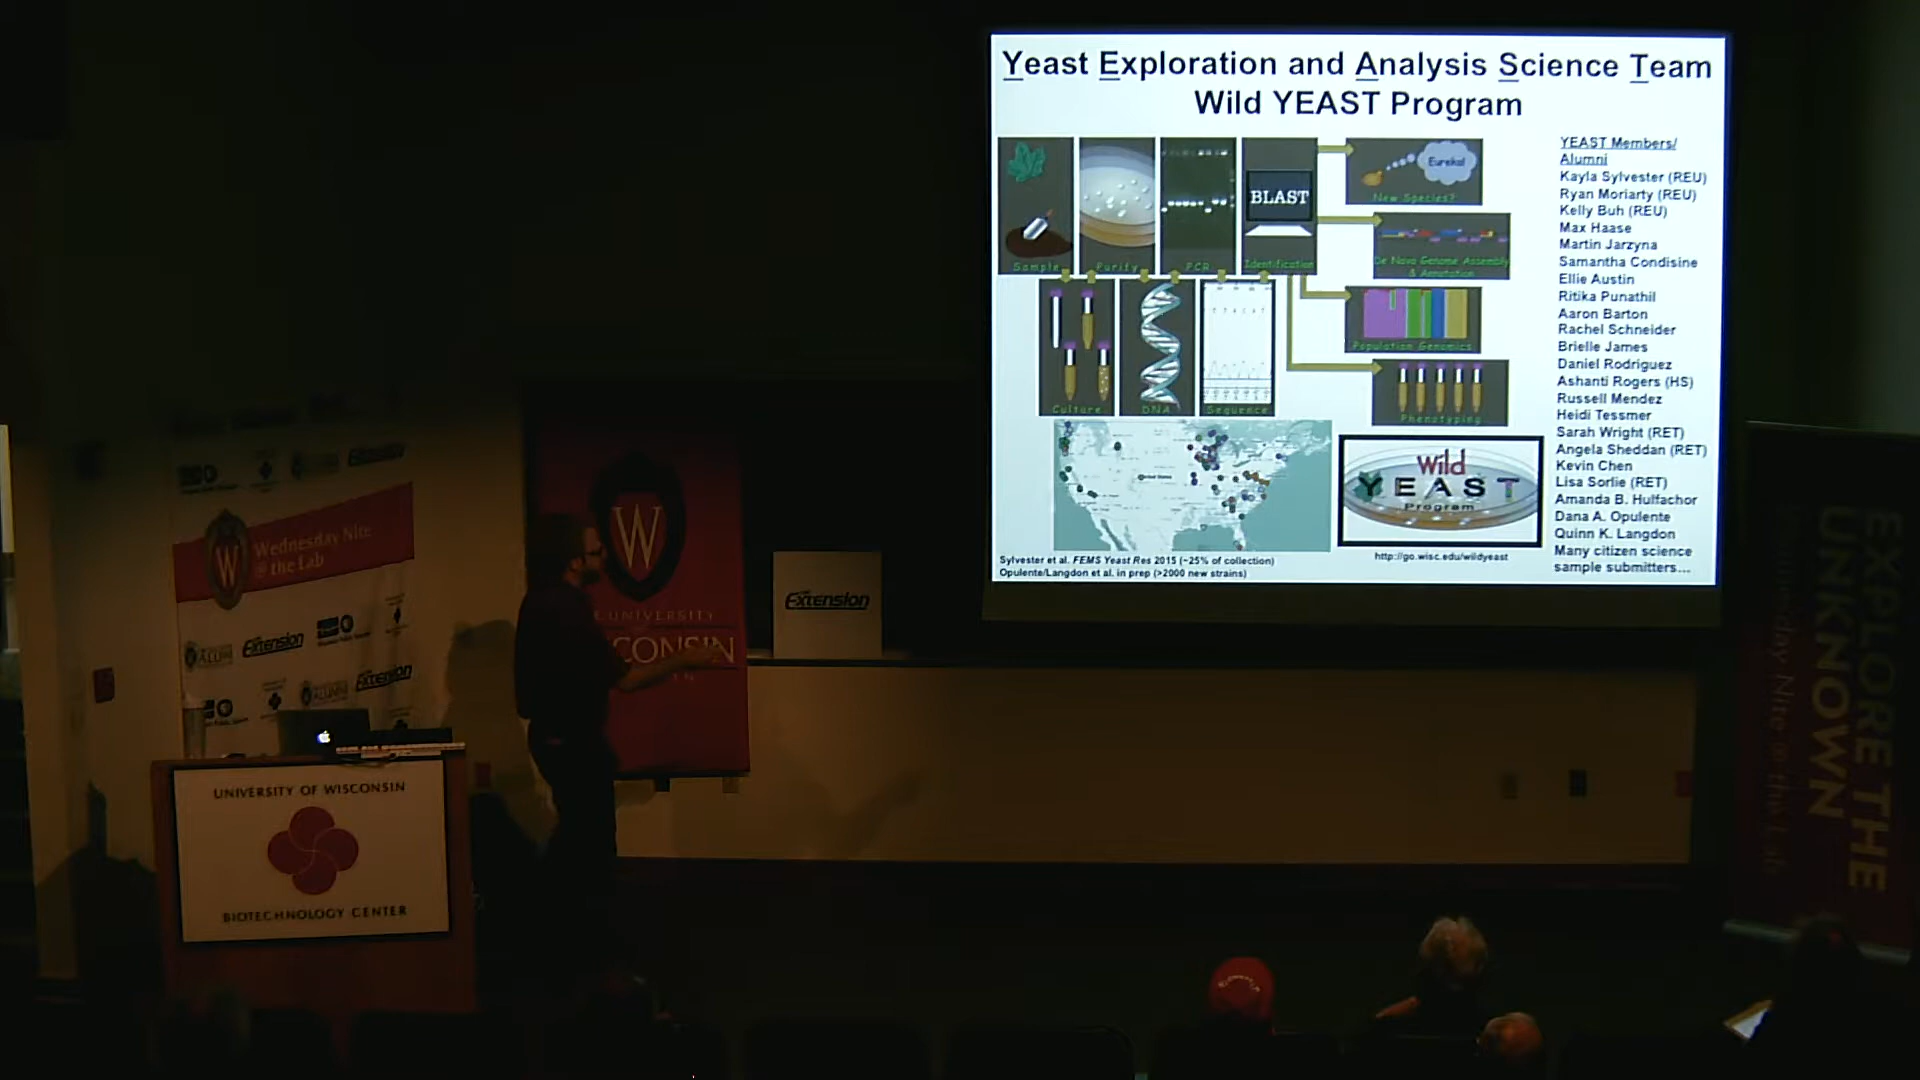 Yeast Exploration and Analysis Science Team
Wild YEAST Program
Sample
Purify
PCR
BLAST
Identification
Eureka!
New Species?
De Novo Genome Assembly
& Annotation
Population Genomics
Phenotyping
Culture
DNA
Sequence
YEAST Members/
Alumni
Kayla Sylvester (REU)
Ryan Moriarty (REU)
Kelly Buh (REU)
Max Haase
Martin Jarzyna
Samantha Condisine
Ellie Austin
Ritika Punathil
Aaron Barton
Rachel Schneider
Brielle James
Daniel Rodriguez
Ashanti Rogers (HS)
Russell Mendez
Heidi Tessmer
Sarah Wright (RET)
Angela Sheddan (RET)
Kevin Chen
Lisa Sorlie (RET)
Amanda B. Hulfachor
Dana A. Opulente
Quinn K. Langdon
Many citizen science
sample submitters...
Wild
YEAST
Program
http://go.wisc.edu/wildyeast
Sylvester et al. FEMS Yeast Res 2015 (~25% of collection)
Opulente/Langdon et al. in prep (>2000 new strains)
Wednesday Nite
@ the Lab
W
W
UNIVERSITY
CONSIN
Extension
Extension
Extension
UNIVERSITY OF WISCONSIN
BIOTECHNOLOGY CENTER
EXPLORE THE
UNKNOWN
Wednesday Nite @ the Lab